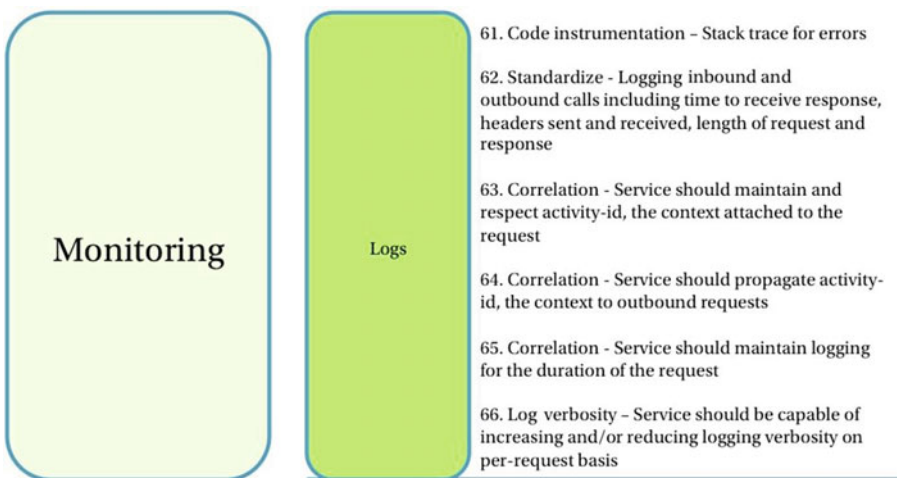 Monitoring
Logs
61. Code instrumentation – Stack trace for errors
62. Standardize - Logging inbound and
outbound calls including time to receive response,
headers sent and received, length of request and
response
63. Correlation - Service should maintain and
respect activity-id, the context attached to the
request
64. Correlation - Service should propagate activity-
id, the context to outbound requests
65. Correlation - Service should maintain logging
for the duration of the request
66. Log verbosity – Service should be capable of
increasing and/or reducing logging verbosity on
per-request basis